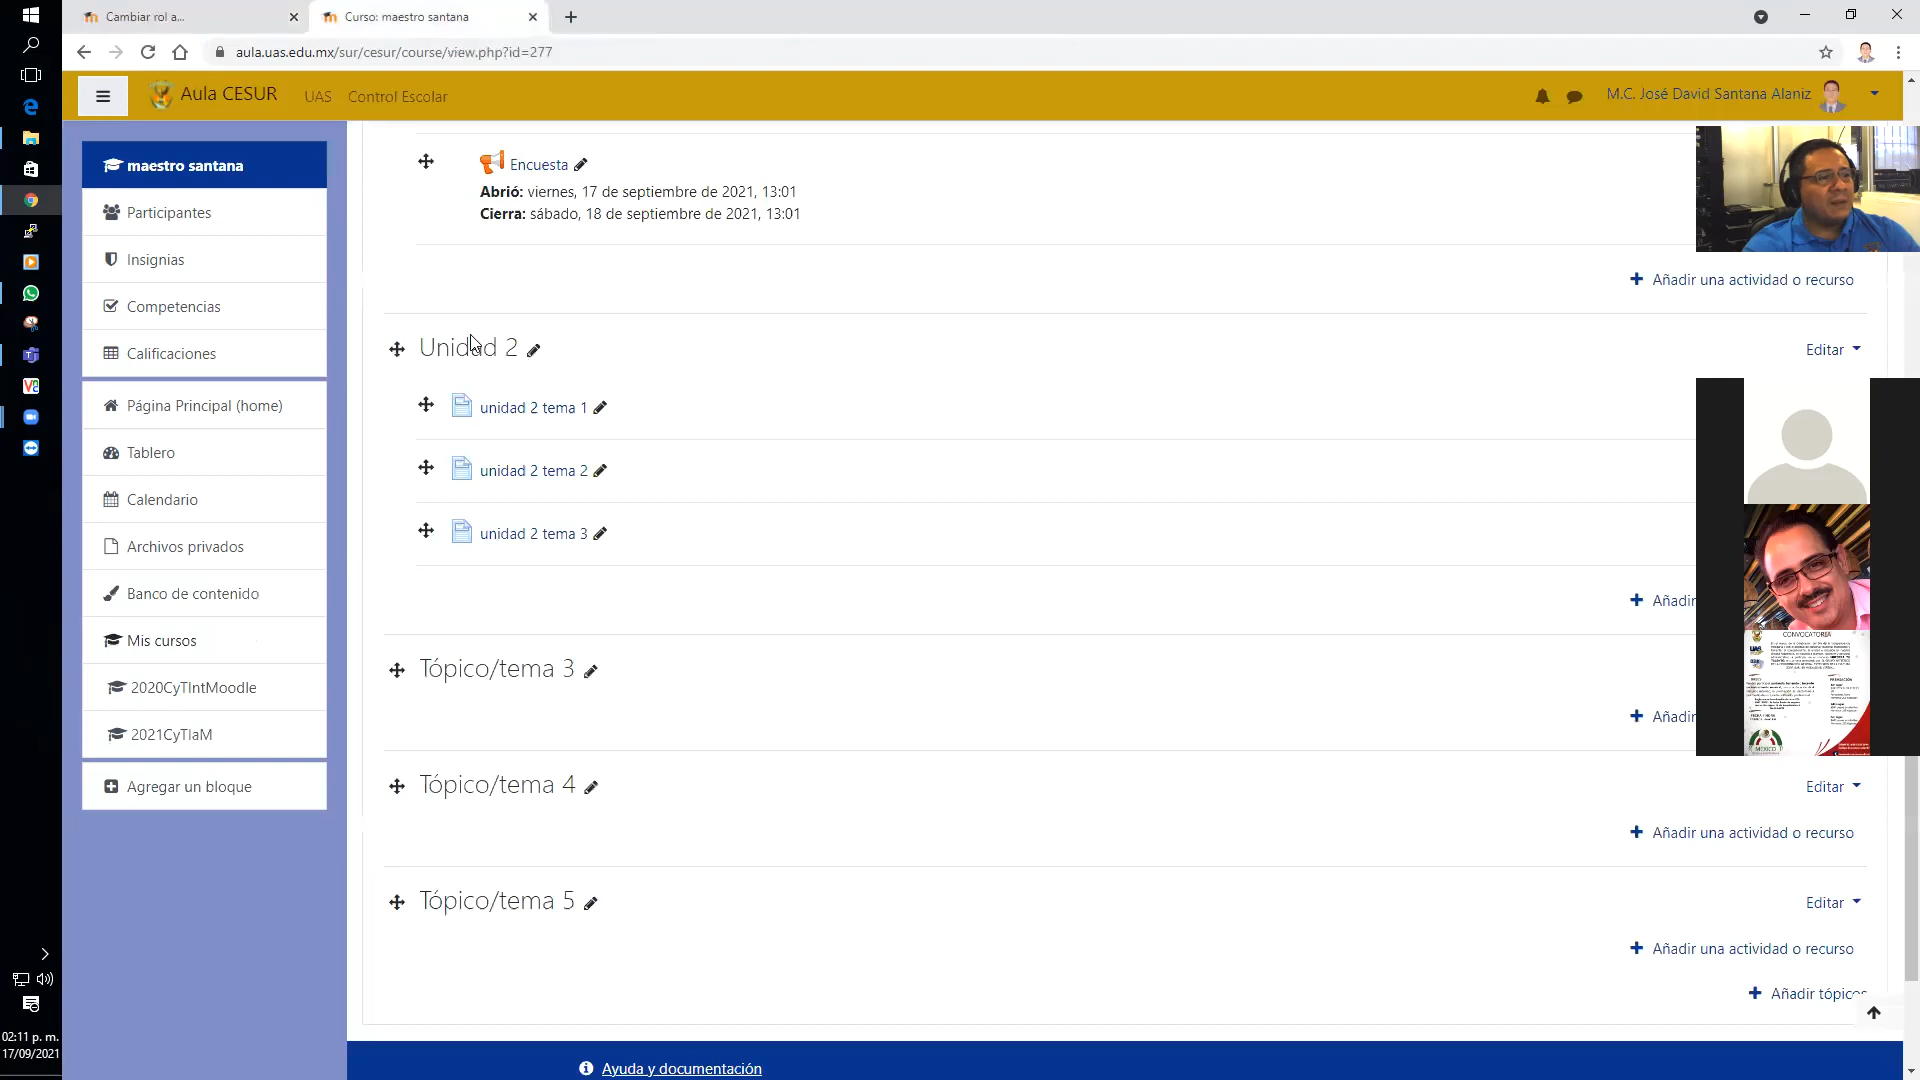 Cambiar rol a...
Curso: maestro santana
aula.uas.edu.mx/sur/cesur/course/view.php?id=277
Aula CESUR
UAS
Control Escolar
M.C. José David Santana Alaniz
maestro santana
Participantes
Insignias
Competencias
Calificaciones
Página Principal (home)
Tablero
Calendario
Archivos privados
Banco de contenido
Mis cursos
2020CyTIntMoodle
2021CyTIaM
Agregar un bloque
Encuesta
Abrió: viernes, 17 de septiembre de 2021, 13:01
Cierra: sábado, 18 de septiembre de 2021, 13:01
Añadir una actividad o recurso
Unidad 2
Editar
unidad 2 tema 1
unidad 2 tema 2
unidad 2 tema 3
Añadir
Tópico/tema 3
Añadir
Tópico/tema 4
Editar
Añadir una actividad o recurso
Tópico/tema 5
Editar
Añadir una actividad o recurso
Añadir tópicos
Ayuda y documentación
CONVOCATORIA
UAS
MÉXICO
02:11 p. m.
17/09/2021